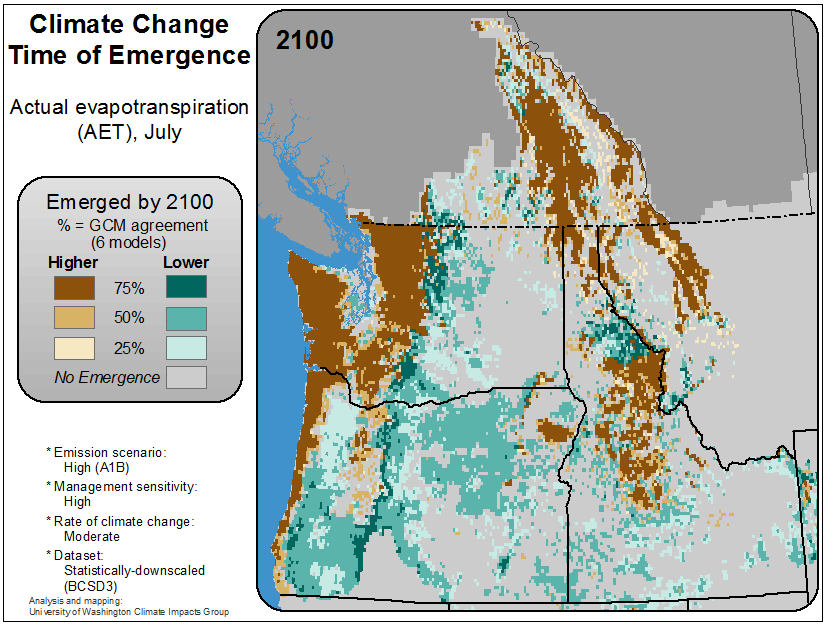 Climate Change
Time of Emergence
2100
Actual evapotranspiration
(AET), July
Emerged by 2100
% = GCM agreement
(6 models)
Higher Lower
75%
50%
25%
No Emergence
* Emission scenario:
High (A1B)
* Management sensitivity:
High
* Rate of climate change:
Moderate
* Dataset:
Statistically-downscaled
(BCSD3)
Analysis and mapping:
University of Washington Climate Impacts Group